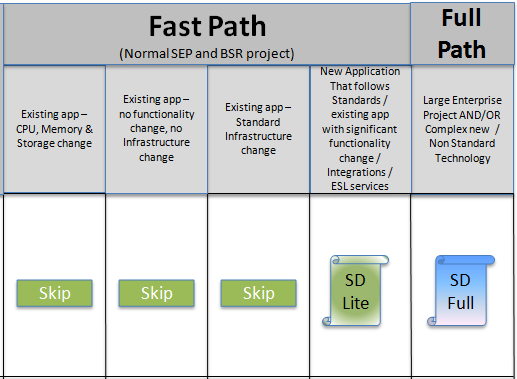 Fast Path
(Normal SEP and BSR project)
Full
Path
Existing app –
CPU, Memory &
Storage change
Existing app –
no functionality
change, no
Infrastructure
change
Existing app –
Standard
Infrastructure
change
New Application
That follows
Standards /
existing app
with significant
functionality
change /
Integrations /
ESL services
Large Enterprise
Project AND/OR
Complex new /
Non Standard
Technology
Skip
Skip
Skip
SD
Lite
SD
Full